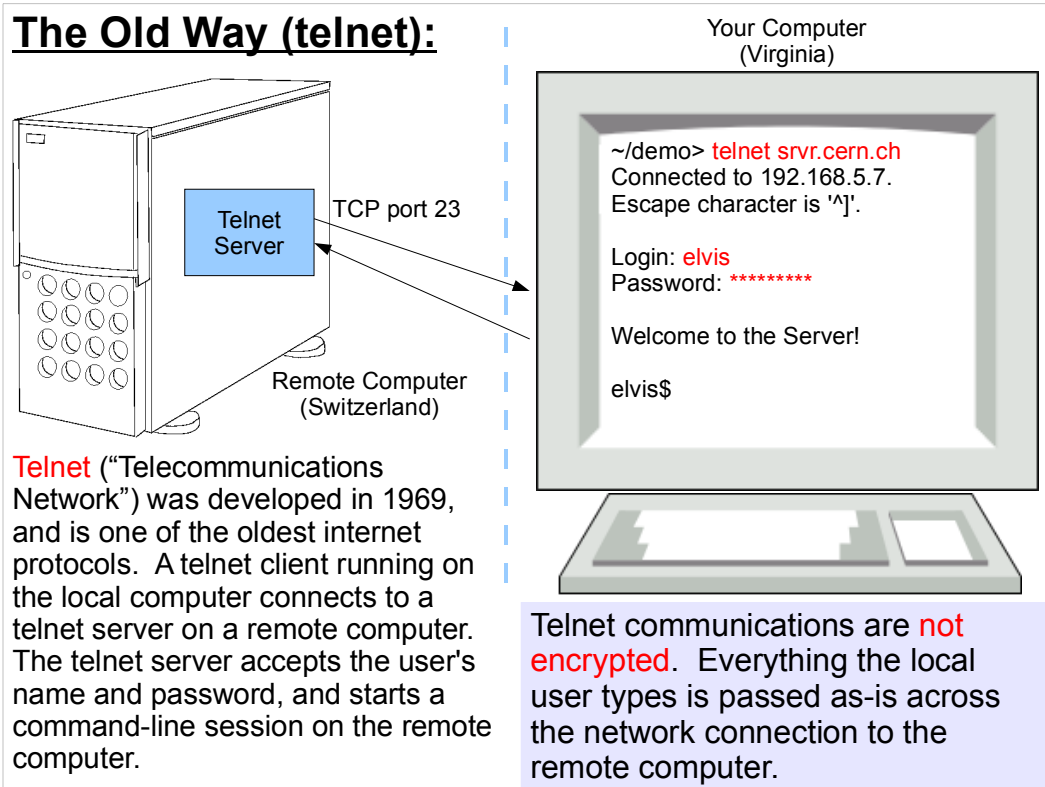 The Old Way (telnet):
Your Computer
(Virginia)
~/demo> telnet srvr.cern.ch
Connected to 192.168.5.7.
Escape character is '^]'.
Login: elvis
Password: *********
Welcome to the Server!
elvis$
Telnet
Server
TCP port 23
Remote Computer
(Switzerland)
Telnet (“Telecommunications
Network”) was developed in 1969,
and is one of the oldest internet
protocols.  A telnet client running on
the local computer connects to a
telnet server on a remote computer.
The telnet server accepts the user's
name and password, and starts a
command-line session on the remote
computer.
Telnet communications are not
encrypted.  Everything the local
user types is passed as-is across
the network connection to the
remote computer.